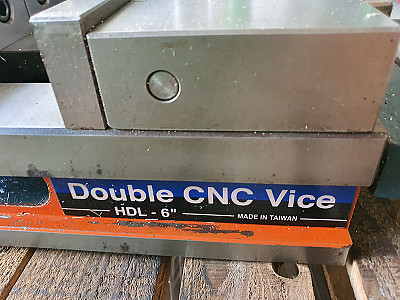 Double CNC Vice
HDL - 6"
MADE IN TAIWAN